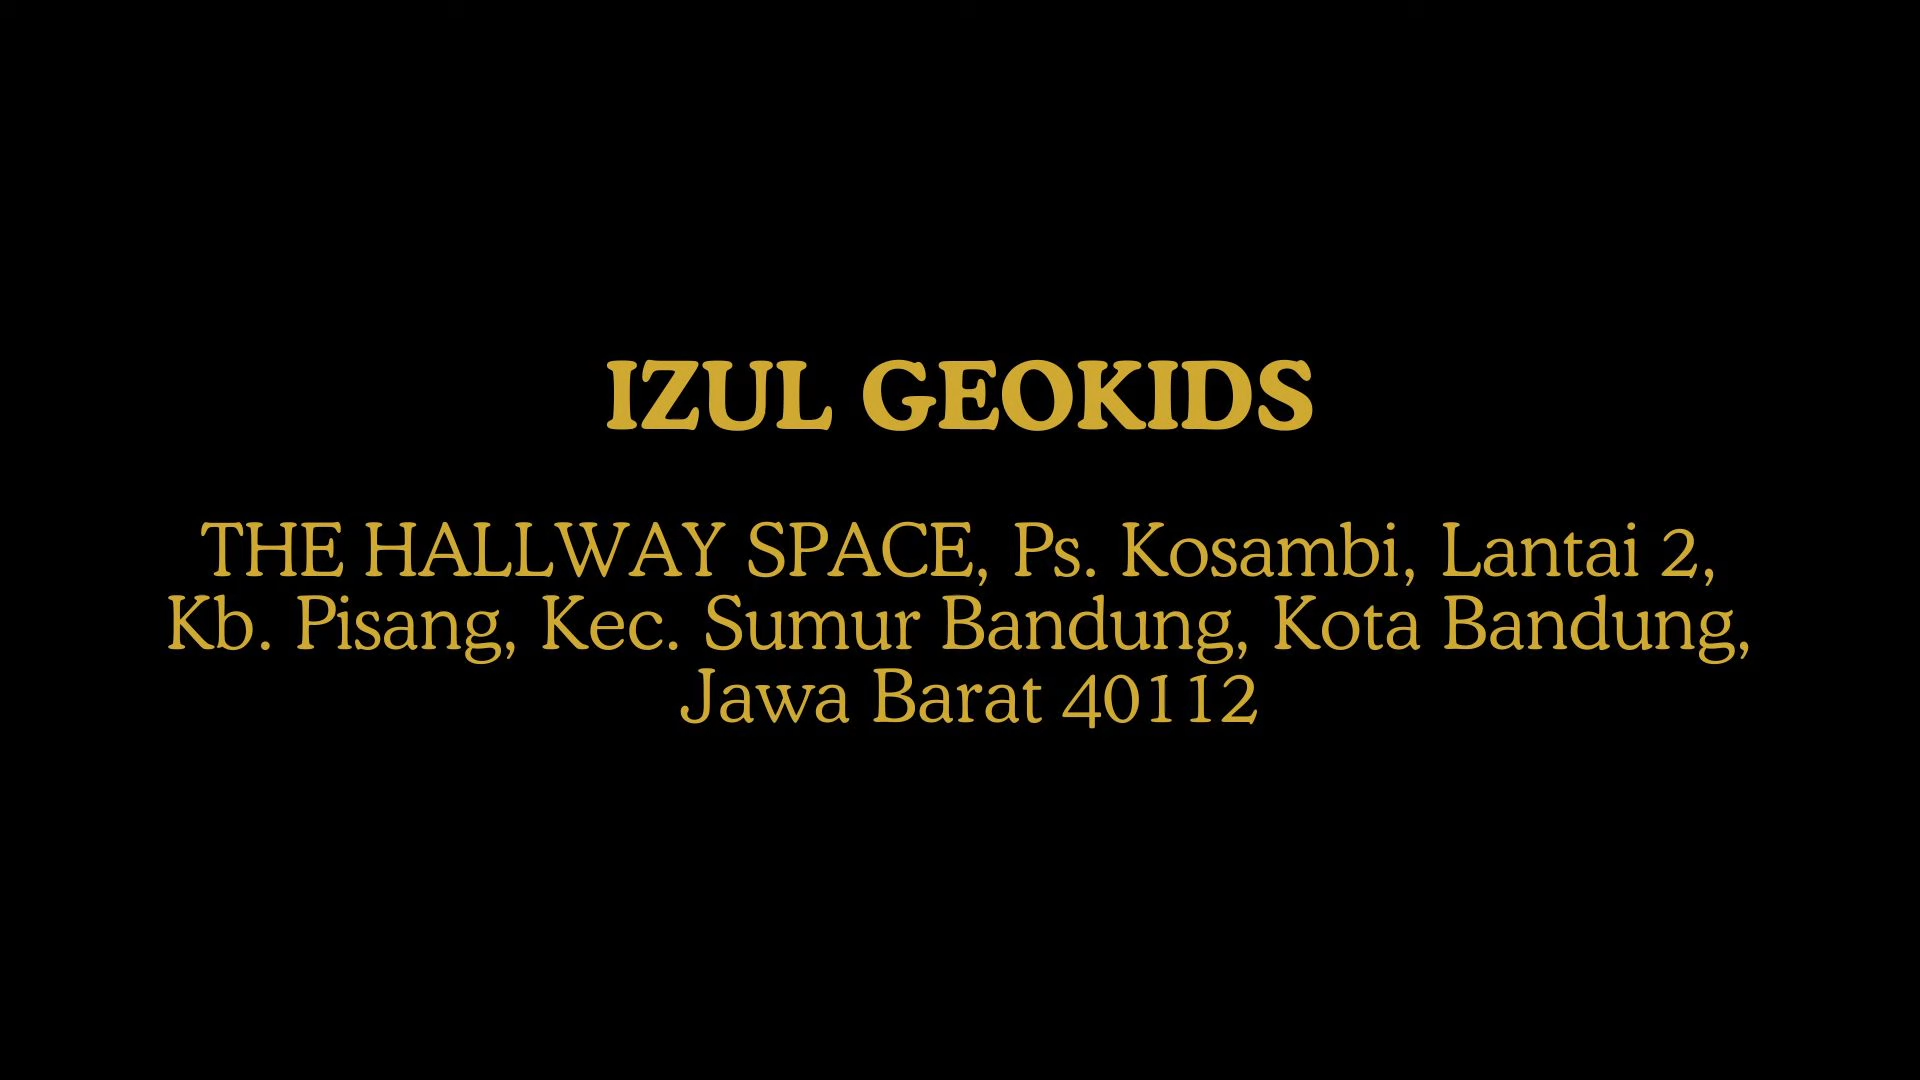 IZUL GEOKIDS
THE HALLWAY SPACE, Ps. Kosambi, Lantai 2,
Kb. Pisang, Kec. Sumur Bandung, Kota Bandung,
Jawa Barat 40112